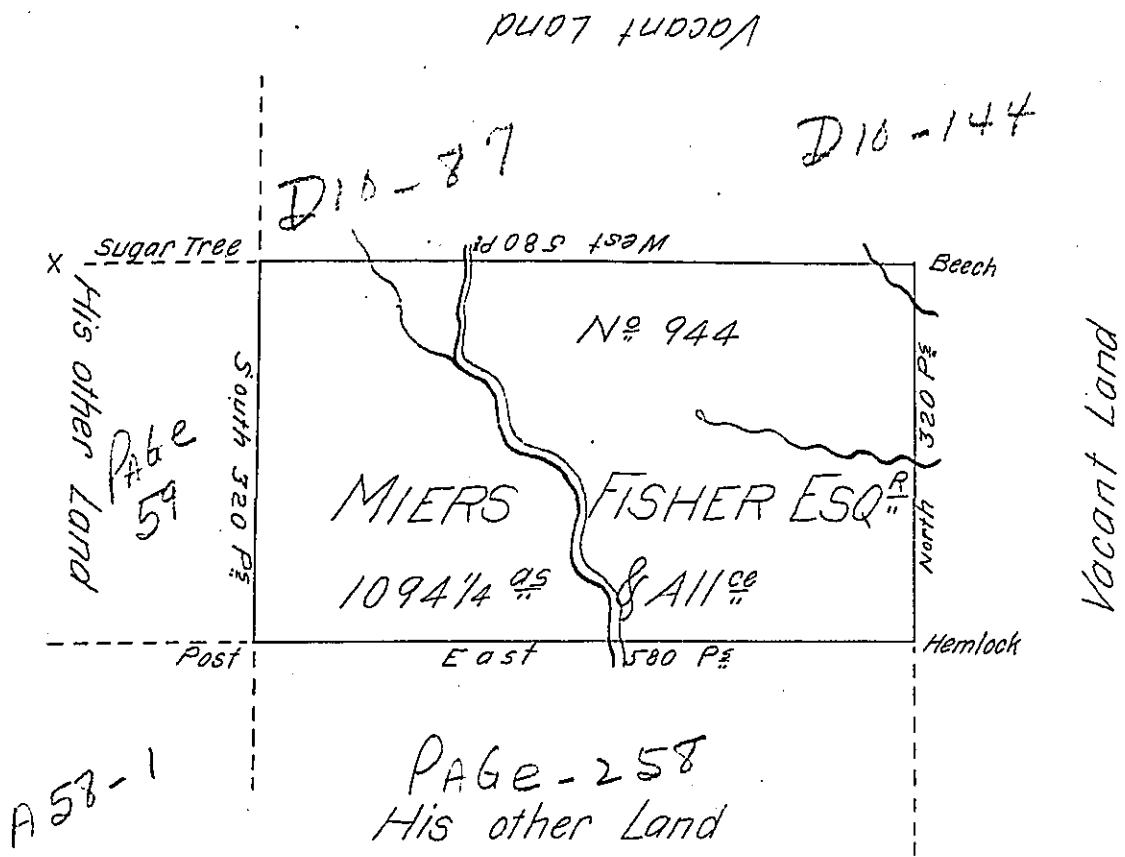 Vacant Land
D10-87
D10-144
X Sugar Tree
West 580 Ps
Beech
His other Land
PAGe
59
South 320 Ps
Nº 944
320 Ps
North
Vacant Land
MIERS FISHER ESQR
1094 1/4 as & Allce
Post
East 580 Ps
Hemlock
A58-1
PAGe-258
His other Land